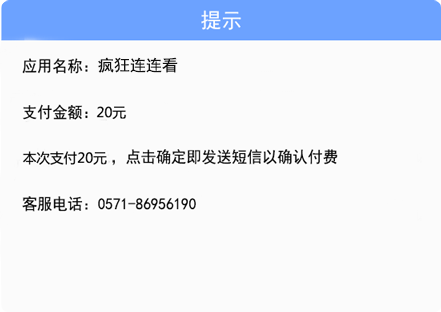 提示
应用名称：疯狂连连看
支付金额：20元
本次支付20元，点击确定即发送短信以确认付费
客服电话：0571-86956190